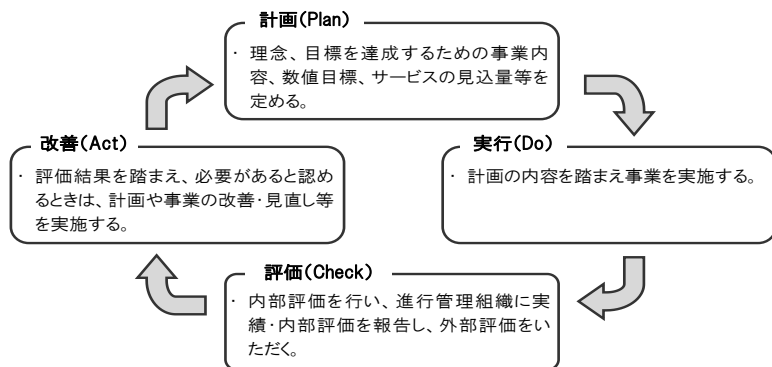 計画(Plan)
· 理念、目標を達成するための事業内
容、数値目標、サービスの見込量等を
定める。
実行(Do)
· 計画の内容を踏まえ事業を実施する。
評価(Check)
· 内部評価を行い、進行管理組織に実
績・内部評価を報告し、外部評価をい
ただく。
改善(Act)
· 評価結果を踏まえ、必要があると認め
るときは、計画や事業の改善・見直し等
を実施する。